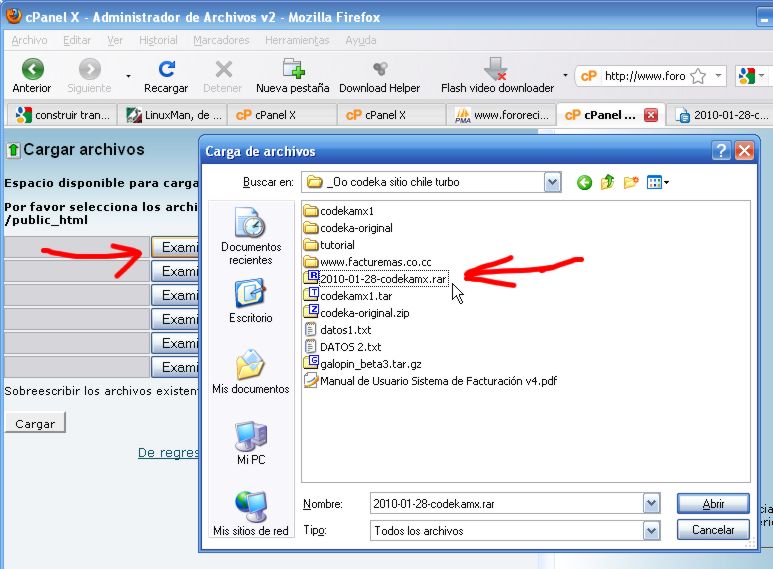 cPanel X - Administrador de Archivos v2 - Mozilla Firefox
Archivo Editar Ver Historial Marcadores Herramientas Ayuda
Anterior Siguiente Recargar Detener Nueva pestaña Download Helper Flash video downloader http://www.foro
construir tran... LinuxMan, de ... cPanel X cPanel X www.fororeci... cPanel ... 2010-01-28-c...
Cargar archivos
Espacio disponible para carga
Por favor selecciona los archi
/public_html
Exami
Exami
Exami
Exami
Exami
Exami
Sobreescribir los archivos existent
Cargar
De regres
Carga de archivos
Buscar en: _Oo codeka sitio chile turbo
Documentos
recientes
Escritorio
Mis documentos
Mi PC
Mis sitios de red
codekamx1
codeka-original
tutorial
www.facturemas.co.cc
2010-01-28-codekamx.rar
codekamx1.tar
codeka-original.zip
datos1.txt
DATOS 2.txt
galopin_beta3.tar.gz
Manual de Usuario Sistema de Facturación v4.pdf
Nombre: 2010-01-28-codekamx.rar Abrir
Tipo: Todos los archivos Cancelar